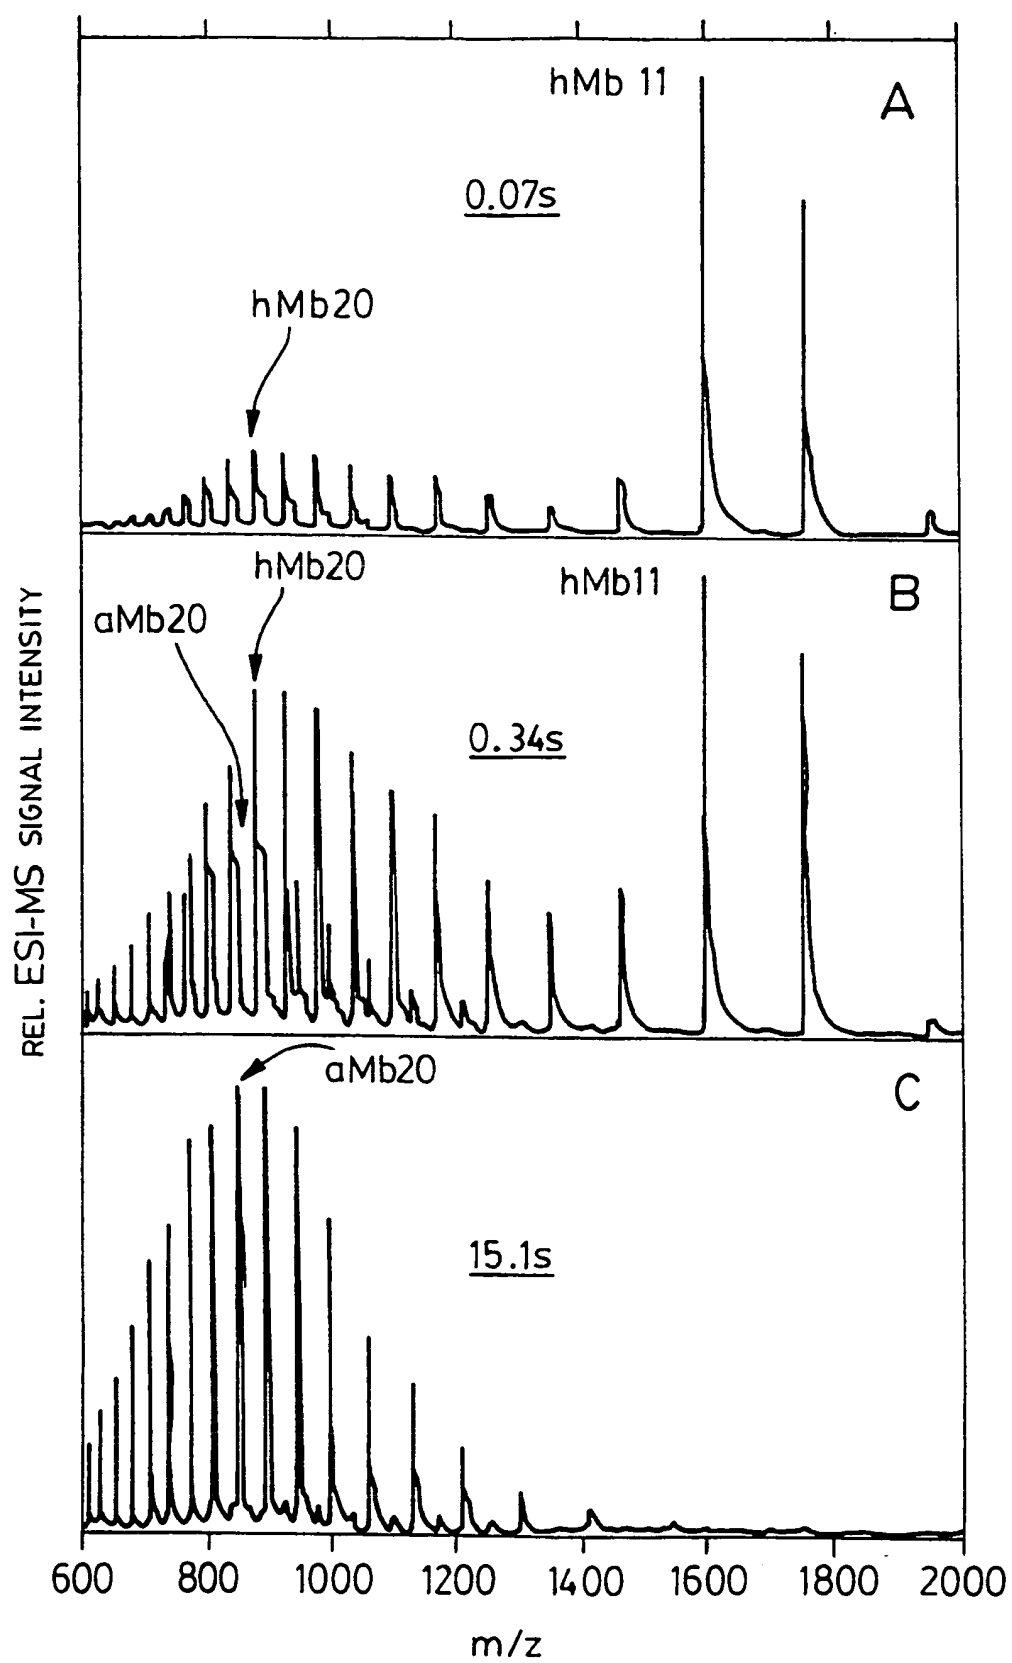 hMb 11
A
0.07s
hMb20
hMb20
hMb11
B
aMb20
0.34s
REL. ESI-MS SIGNAL INTENSITY
aMb20
C
15.1s
600 800 1000 1200 1400 1600 1800 2000
m/z